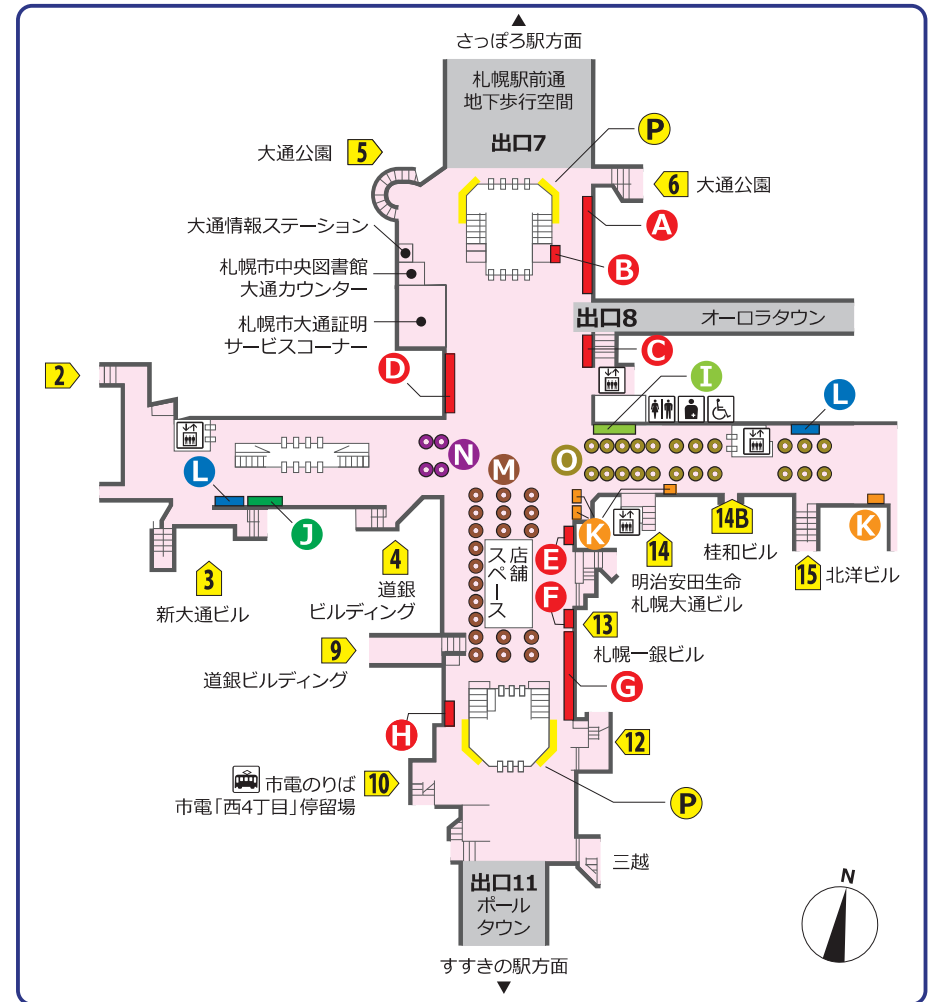 さっぽろ駅方面
札幌駅前通
地下歩行空間
出口7
P
大通公園 5
6 大通公園
A
大通情報ステーション
B
札幌市中央図書館
大通カウンター
出口8 オーロラタウン
札幌市大通証明
サービスコーナー
C
2
D
I
L
N
O
M
L
J
K
K
14B
E
4
14
桂和ビル
3
15 北洋ビル
道銀
ビルディング
明治安田生命
札幌大通ビル
新大通ビル
店舗
スペース
F
13
9
札幌一銀ビル
道銀ビルディング
G
H
12
市電のりば 10
市電「西4丁目」停留場
P
三越
出口11
ポール
タウン
N
すすきの駅方面